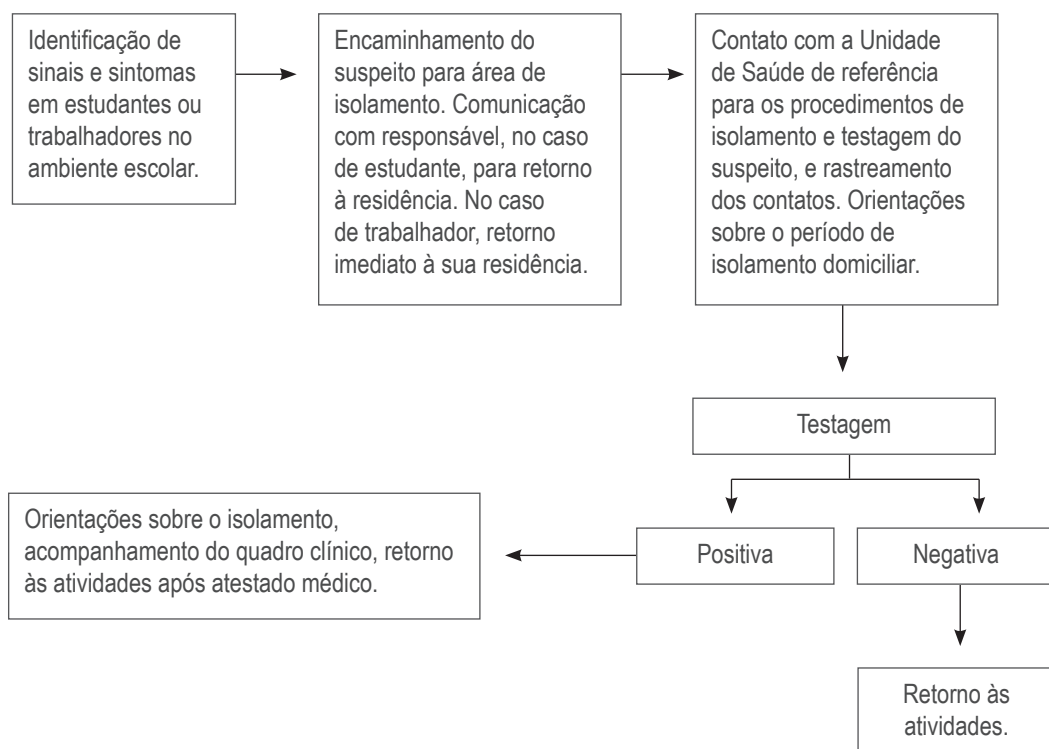 Identificação de
sinais e sintomas
em estudantes ou
trabalhadores no
ambiente escolar.
Encaminhamento do
suspeito para área de
isolamento. Comunicação
com responsável, no caso
de estudante, para retorno
à residência. No caso
de trabalhador, retorno
imediato à sua residência.
Contato com a Unidade
de Saúde de referência
para os procedimentos de
isolamento e testagem do
suspeito, e rastreamento
dos contatos. Orientações
sobre o período de
isolamento domiciliar.
Testagem
Positiva
Negativa
Orientações sobre o isolamento,
acompanhamento do quadro clínico, retorno
às atividades após atestado médico.
Retorno às
atividades.